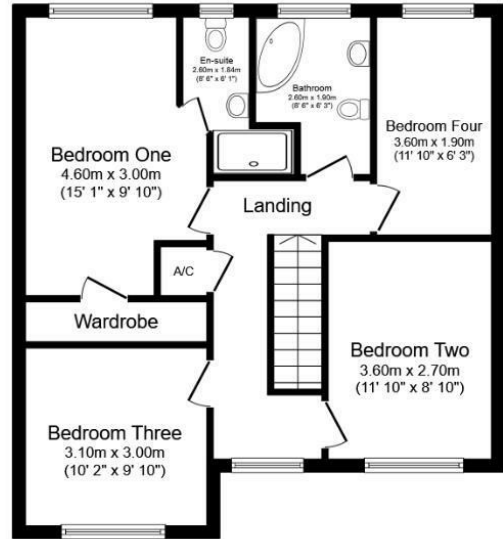 En-suite
2.60m x 1.84m
(8' 6" x 6' 1")
Bathroom
2.60m x 1.90m
(8' 6" x 6' 3")
Bedroom Four
3.60m x 1.90m
(11' 10" x 6' 3")
Bedroom One
4.60m x 3.00m
(15' 1" x 9' 10")
Landing
A/C
Wardrobe
Bedroom Two
3.60m x 2.70m
(11' 10" x 8' 10")
Bedroom Three
3.10m x 3.00m
(10' 2" x 9' 10")